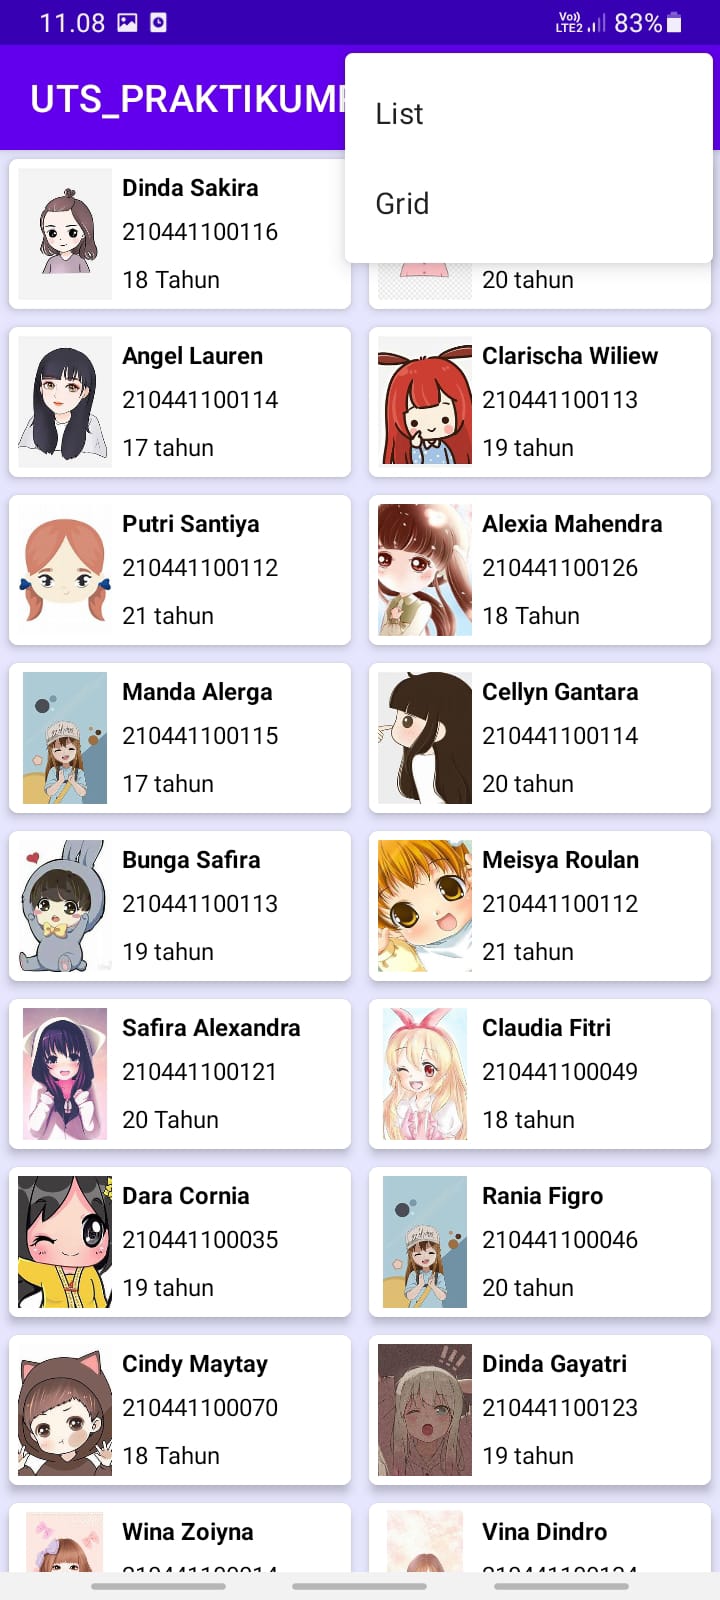 11.08
Vo)) LTE2 83%
UTS_PRAKTIKUM
List
Grid
Dinda Sakira
210441100116
18 Tahun
20 tahun
Angel Lauren
210441100114
17 tahun
Clarischa Wiliew
210441100113
19 tahun
Putri Santiya
210441100112
21 tahun
Alexia Mahendra
210441100126
18 Tahun
Manda Alerga
210441100115
17 tahun
Cellyn Gantara
210441100114
20 tahun
Bunga Safira
210441100113
19 tahun
Meisya Roulan
210441100112
21 tahun
Safira Alexandra
210441100121
20 Tahun
Claudia Fitri
210441100049
18 tahun
Dara Cornia
210441100035
19 tahun
Rania Figro
210441100046
20 tahun
Cindy Maytay
210441100070
18 Tahun
Dinda Gayatri
210441100123
19 tahun
Wina Zoiyna
Vina Dindro